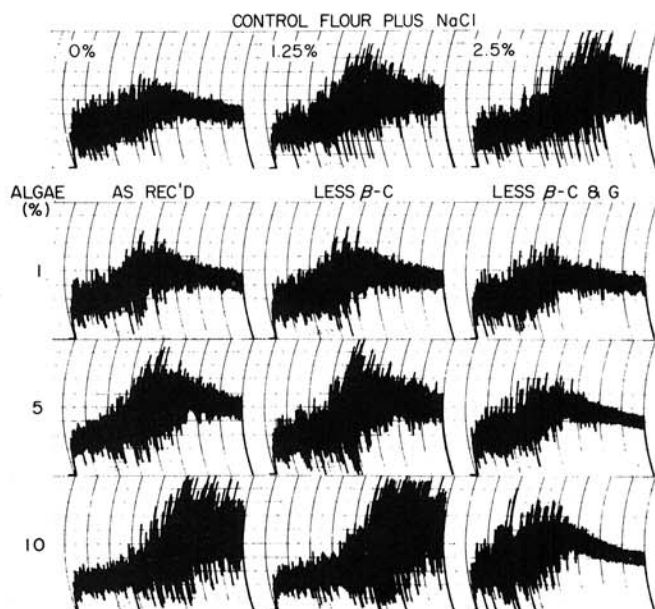 CONTROL FLOUR PLUS NaCl
0% 1.25% 2.5%
ALGAE AS REC'D LESS β-C LESS β-C & G
(%)
1
5
10